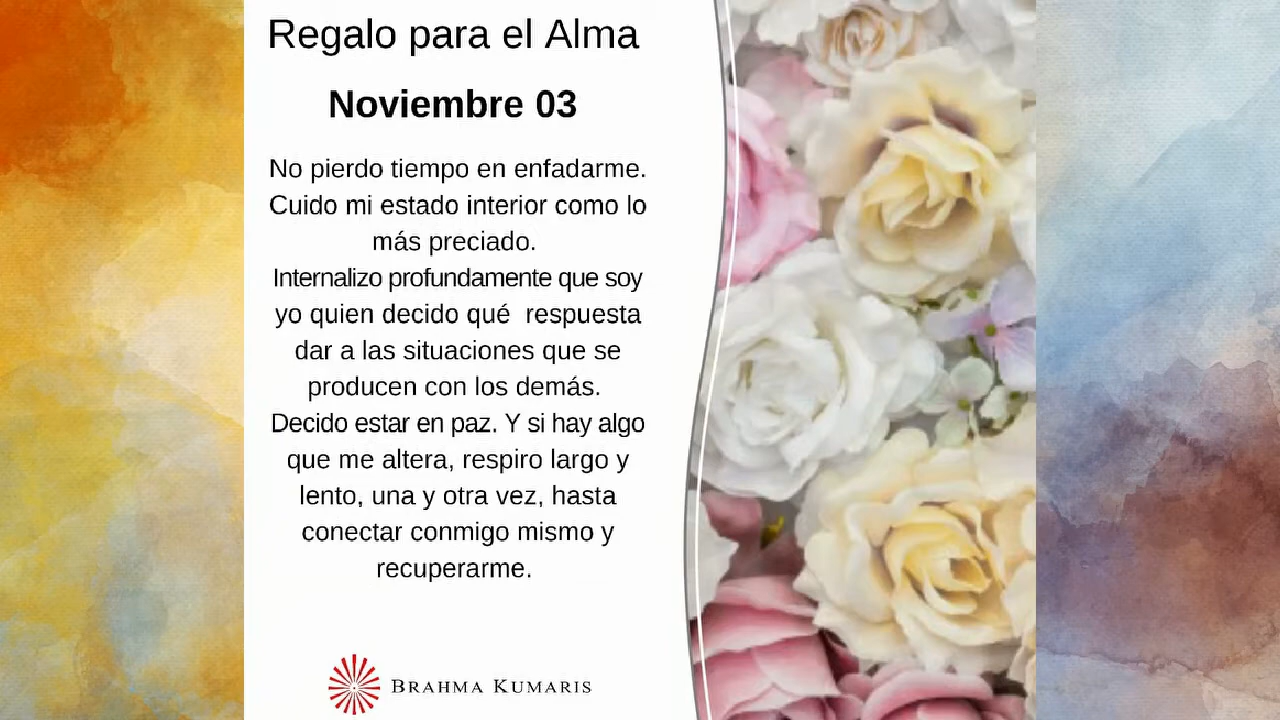 Regalo para el Alma
Noviembre 03
No pierdo tiempo en enfadarme.
Cuido mi estado interior como lo
más preciado.
Internalizo profundamente que soy
yo quien decido qué  respuesta
dar a las situaciones que se
producen con los demás.
Decido estar en paz. Y si hay algo
que me altera, respiro largo y
lento, una y otra vez, hasta
conectar conmigo mismo y
recuperarme.
BRAHMA KUMARIS